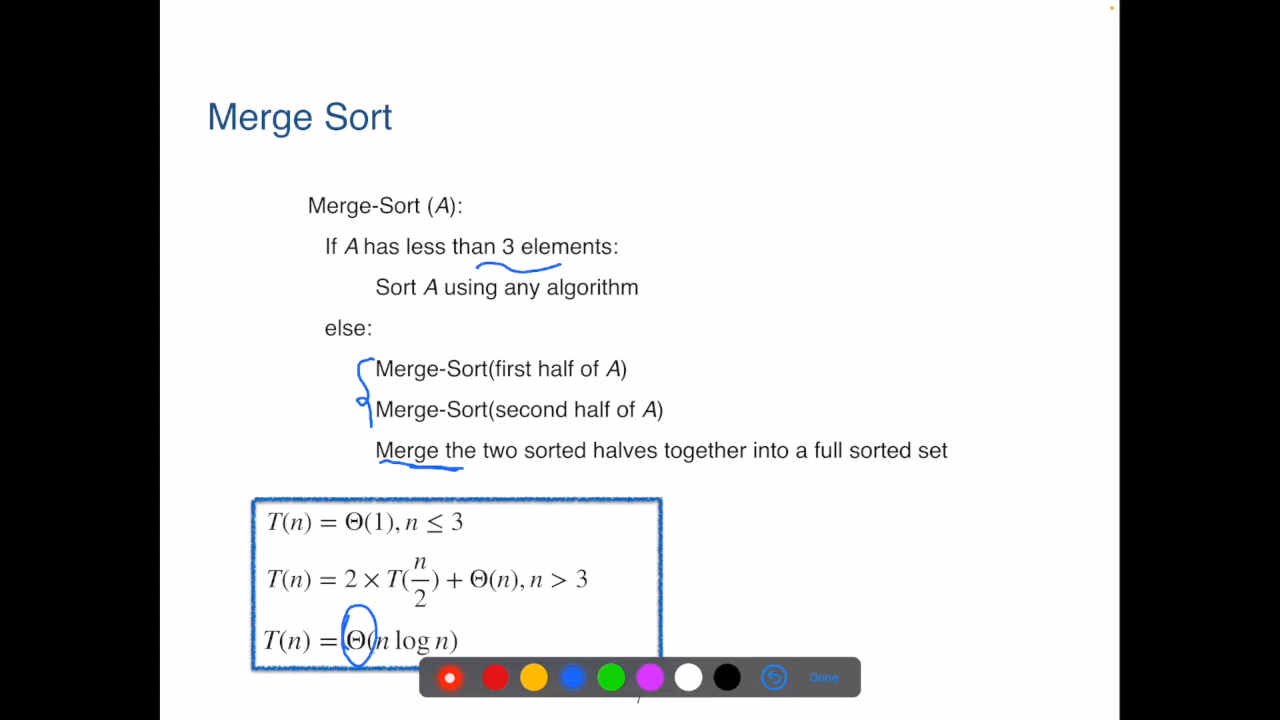 Merge Sort
Merge-Sort (A):
If A has less than 3 elements:
Sort A using any algorithm
else:
Merge-Sort(first half of A)
Merge-Sort(second half of A)
Merge the two sorted halves together into a full sorted set
T(n) = Θ(1), n ≤ 3
T(n) = 2 × T(n/2) + Θ(n), n > 3
T(n) = Θ(n log n)
Done